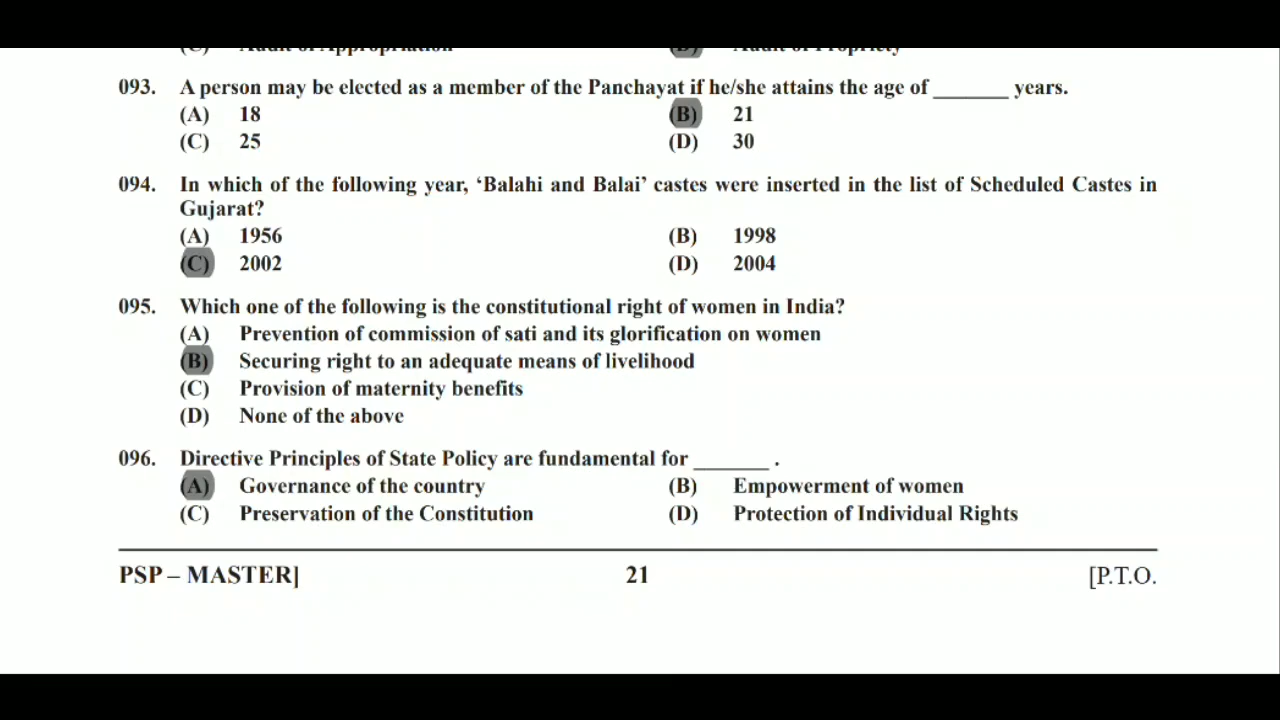 (C) Audit of Appropriation (D) Audit of Propriety
093. A person may be elected as a member of the Panchayat if he/she attains the age of _______ years.
(A) 18 (B) 21
(C) 25 (D) 30
094. In which of the following year, ‘Balahi and Balai’ castes were inserted in the list of Scheduled Castes in
Gujarat?
(A) 1956 (B) 1998
(C) 2002 (D) 2004
095. Which one of the following is the constitutional right of women in India?
(A) Prevention of commission of sati and its glorification on women
(B) Securing right to an adequate means of livelihood
(C) Provision of maternity benefits
(D) None of the above
096. Directive Principles of State Policy are fundamental for _______ .
(A) Governance of the country (B) Empowerment of women
(C) Preservation of the Constitution (D) Protection of Individual Rights
PSP – MASTER] 21 [P.T.O.